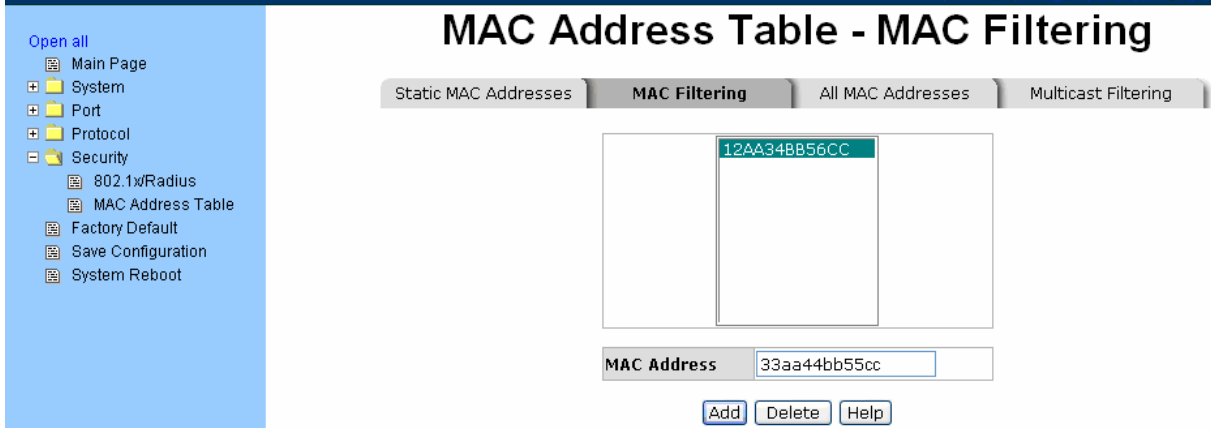 MAC Address Table - MAC Filtering
Open all
Main Page
System
Port
Protocol
Security
802.1x/Radius
MAC Address Table
Factory Default
Save Configuration
System Reboot
Static MAC Addresses MAC Filtering All MAC Addresses Multicast Filtering
12AA34BB56CC
MAC Address 33aa44bb55cc
Add Delete Help